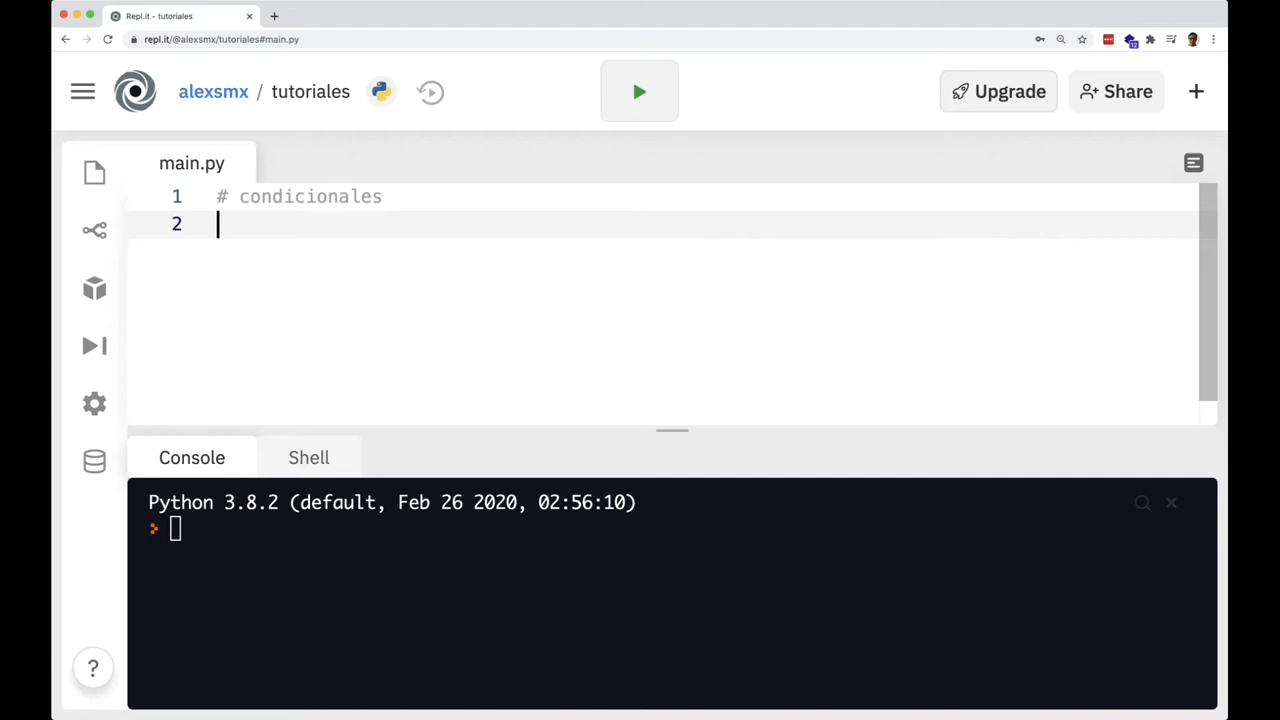 Repl.it - tutoriales
repl.it/@alexsmx/tutoriales#main.py
12
alexsmx / tutoriales
Upgrade
Share
main.py
1 # condicionales
2
Console
Shell
Python 3.8.2 (default, Feb 26 2020, 02:56:10)
?